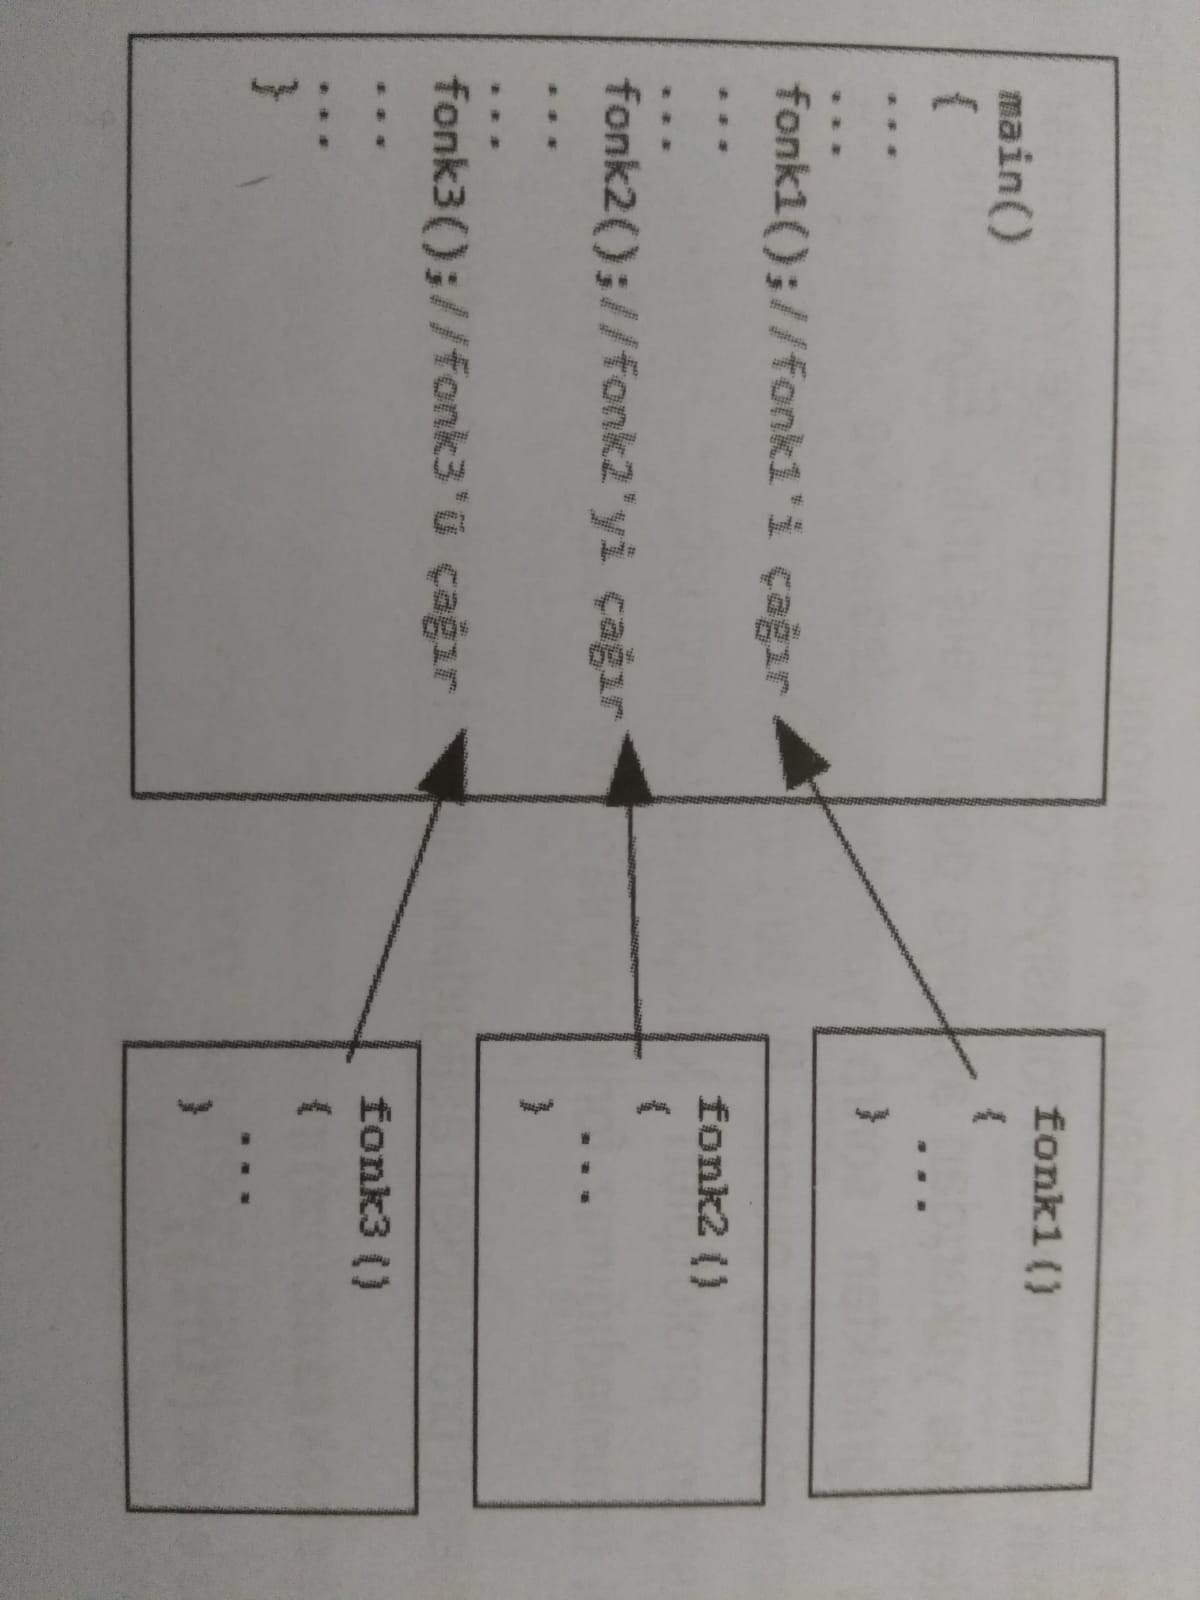 main()
{
...
...
fonk1();//fonk1'i çağır
...
...
fonk2();//fonk2'yi çağır
...
...
fonk3();//fonk3'ü çağır
...
...
}
fonk1()
{
...
}
fonk2()
{
...
}
fonk3()
{
...
}